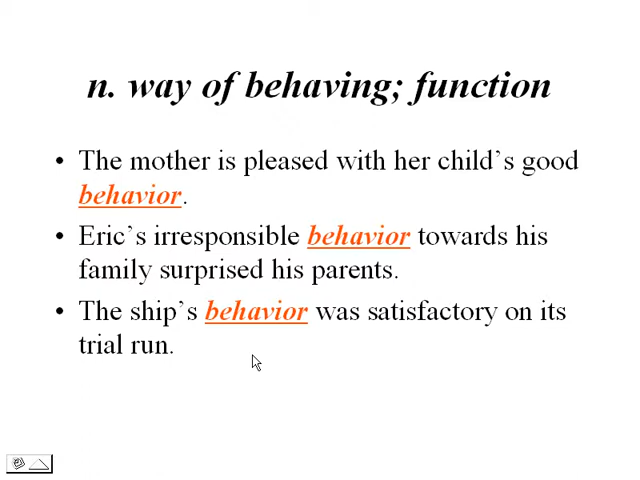 n. way of behaving; function
• The mother is pleased with her child's good
behavior.
• Eric's irresponsible behavior towards his
family surprised his parents.
• The ship's behavior was satisfactory on its
trial run.